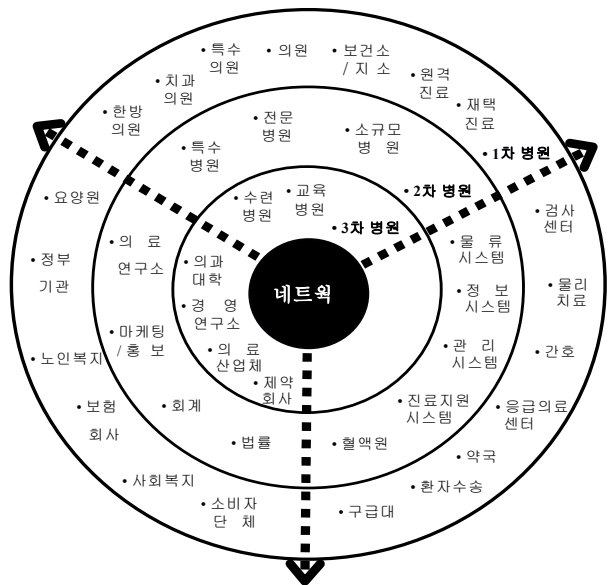 • 특수
의원
• 의원
• 보건소
/ 지 소
• 원격
진료
• 재택
진료
• 치과
의원
• 한방
의원
• 전문
병원
• 소규모
병 원
• 특수
병원
• 1차 병원
• 2차 병원
• 3차 병원
• 수련
병원
• 교육
병원
• 요양원
• 정부
기관
• 의 료
연구소
• 의과
대학
• 경 영
연구소
• 의 료
산업체
• 제약
회사
네트웍
• 물 류
시스템
• 정 보
시스템
• 관 리
시스템
• 진료지원
시스템
• 검사
센터
• 물리
치료
• 간호
• 응급의료
센터
• 약국
• 환자수송
• 구급대
• 혈액원
• 마케팅
/ 홍 보
• 회계
• 법률
• 노인복지
• 보험
회사
• 사회복지
• 소비자
단 체